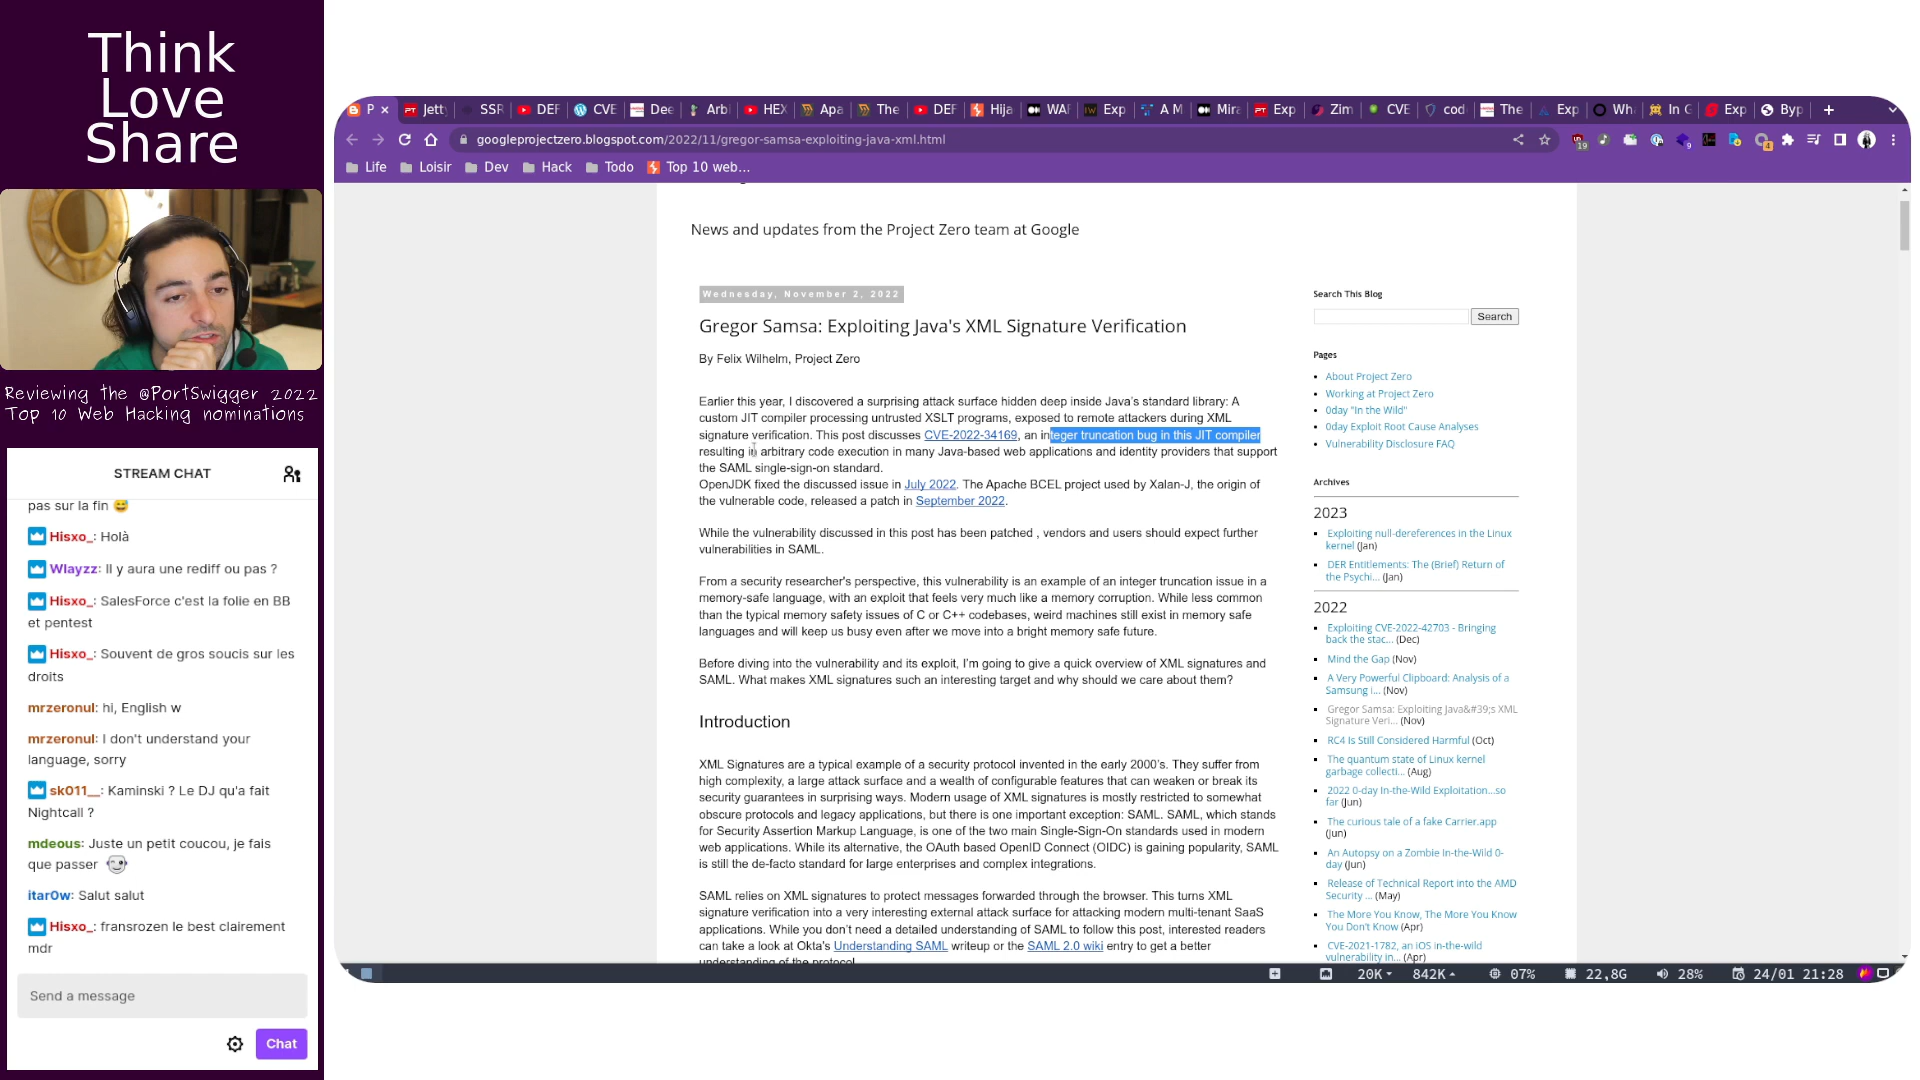 Think
Love
Share
Reviewing the @PortSwigger 2022
Top 10 Web Hacking nominations
STREAM CHAT
pas sur la fin 😅
Hisxo_: Holà
Wlayzz: Il y aura une rediff ou pas ?
Hisxo_: SalesForce c'est la folie en BB
et pentest
Hisxo_: Souvent de gros soucis sur les
droits
mrzeronul: hi, English w
mrzeronul: I don't understand your
language, sorry
sk011__: Kaminski ? Le DJ qu'a fait
Nightcall ?
mdeous: Juste un petit coucou, je fais
que passer
itar0w: Salut salut
Hisxo_: fransrozen le best clairement
mdr
Send a message
Chat
P
Jetty
SSR
DEF
CVE
Dee
Arbi
HEX
Apa
The
DEF
Hija
WAF
Exp
A M
Mira
Exp
Zim
CVE
cod
The
Exp
Wha
In G
Exp
Byp
googleprojectzero.blogspot.com/2022/11/gregor-samsa-exploiting-java-xml.html
19
9
4
Life
Loisir
Dev
Hack
Todo
Top 10 web...
News and updates from the Project Zero team at Google
Wednesday, November 2, 2022
Gregor Samsa: Exploiting Java's XML Signature Verification
By Felix Wilhelm, Project Zero
Earlier this year, I discovered a surprising attack surface hidden deep inside Java's standard library: A
custom JIT compiler processing untrusted XSLT programs, exposed to remote attackers during XML
signature verification. This post discusses CVE-2022-34169, an integer truncation bug in this JIT compiler
resulting in arbitrary code execution in many Java-based web applications and identity providers that support
the SAML single-sign-on standard.
OpenJDK fixed the discussed issue in July 2022. The Apache BCEL project used by Xalan-J, the origin of
the vulnerable code, released a patch in September 2022.
While the vulnerability discussed in this post has been patched , vendors and users should expect further
vulnerabilities in SAML.
From a security researcher's perspective, this vulnerability is an example of an integer truncation issue in a
memory-safe language, with an exploit that feels very much like a memory corruption. While less common
than the typical memory safety issues of C or C++ codebases, weird machines still exist in memory safe
languages and will keep us busy even after we move into a bright memory safe future.
Before diving into the vulnerability and its exploit, I'm going to give a quick overview of XML signatures and
SAML. What makes XML signatures such an interesting target and why should we care about them?
Introduction
XML Signatures are a typical example of a security protocol invented in the early 2000's. They suffer from
high complexity, a large attack surface and a wealth of configurable features that can weaken or break its
security guarantees in surprising ways. Modern usage of XML signatures is mostly restricted to somewhat
obscure protocols and legacy applications, but there is one important exception: SAML. SAML, which stands
for Security Assertion Markup Language, is one of the two main Single-Sign-On standards used in modern
web applications. While its alternative, the OAuth based OpenID Connect (OIDC) is gaining popularity, SAML
is still the de-facto standard for large enterprises and complex integrations.
SAML relies on XML signatures to protect messages forwarded through the browser. This turns XML
signature verification into a very interesting external attack surface for attacking modern multi-tenant SaaS
applications. While you don't need a detailed understanding of SAML to follow this post, interested readers
can take a look at Okta's Understanding SAML writeup or the SAML 2.0 wiki entry to get a better
understanding of the protocol.
Search This Blog
Search
Pages
About Project Zero
Working at Project Zero
0day "In the Wild"
0day Exploit Root Cause Analyses
Vulnerability Disclosure FAQ
Archives
2023
Exploiting null-dereferences in the Linux
kernel (Jan)
DER Entitlements: The (Brief) Return of
the Psychi... (Jan)
2022
Exploiting CVE-2022-42703 - Bringing
back the stac... (Dec)
Mind the Gap (Nov)
A Very Powerful Clipboard: Analysis of a
Samsung i... (Nov)
Gregor Samsa: Exploiting Java&#39;s XML
Signature Veri... (Nov)
RC4 Is Still Considered Harmful (Oct)
The quantum state of Linux kernel
garbage collecti... (Aug)
2022 0-day In-the-Wild Exploitation...so
far (Jun)
The curious tale of a fake Carrier.app
(Jun)
An Autopsy on a Zombie In-the-Wild 0-
day (Jun)
Release of Technical Report into the AMD
Security ... (May)
The More You Know, The More You Know
You Don't Know (Apr)
CVE-2021-1782, an iOS in-the-wild
vulnerability in... (Apr)
20K
842K
07%
22,8G
28%
24/01 21:28